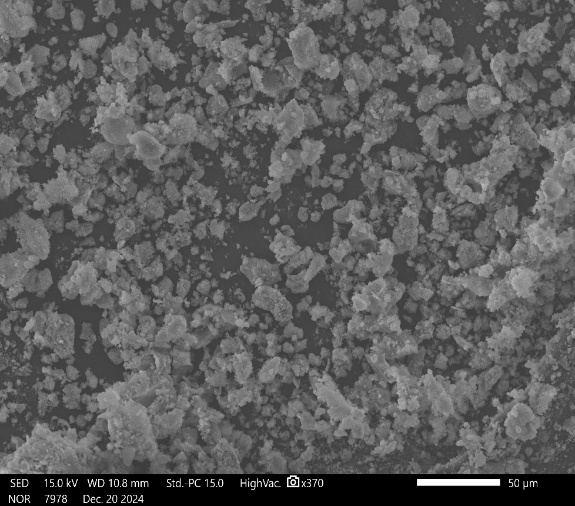 SED 15.0 kV WD 10.8 mm Std.-PC 15.0 HighVac. x370 50 µm
NOR 7978 Dec. 20 2024